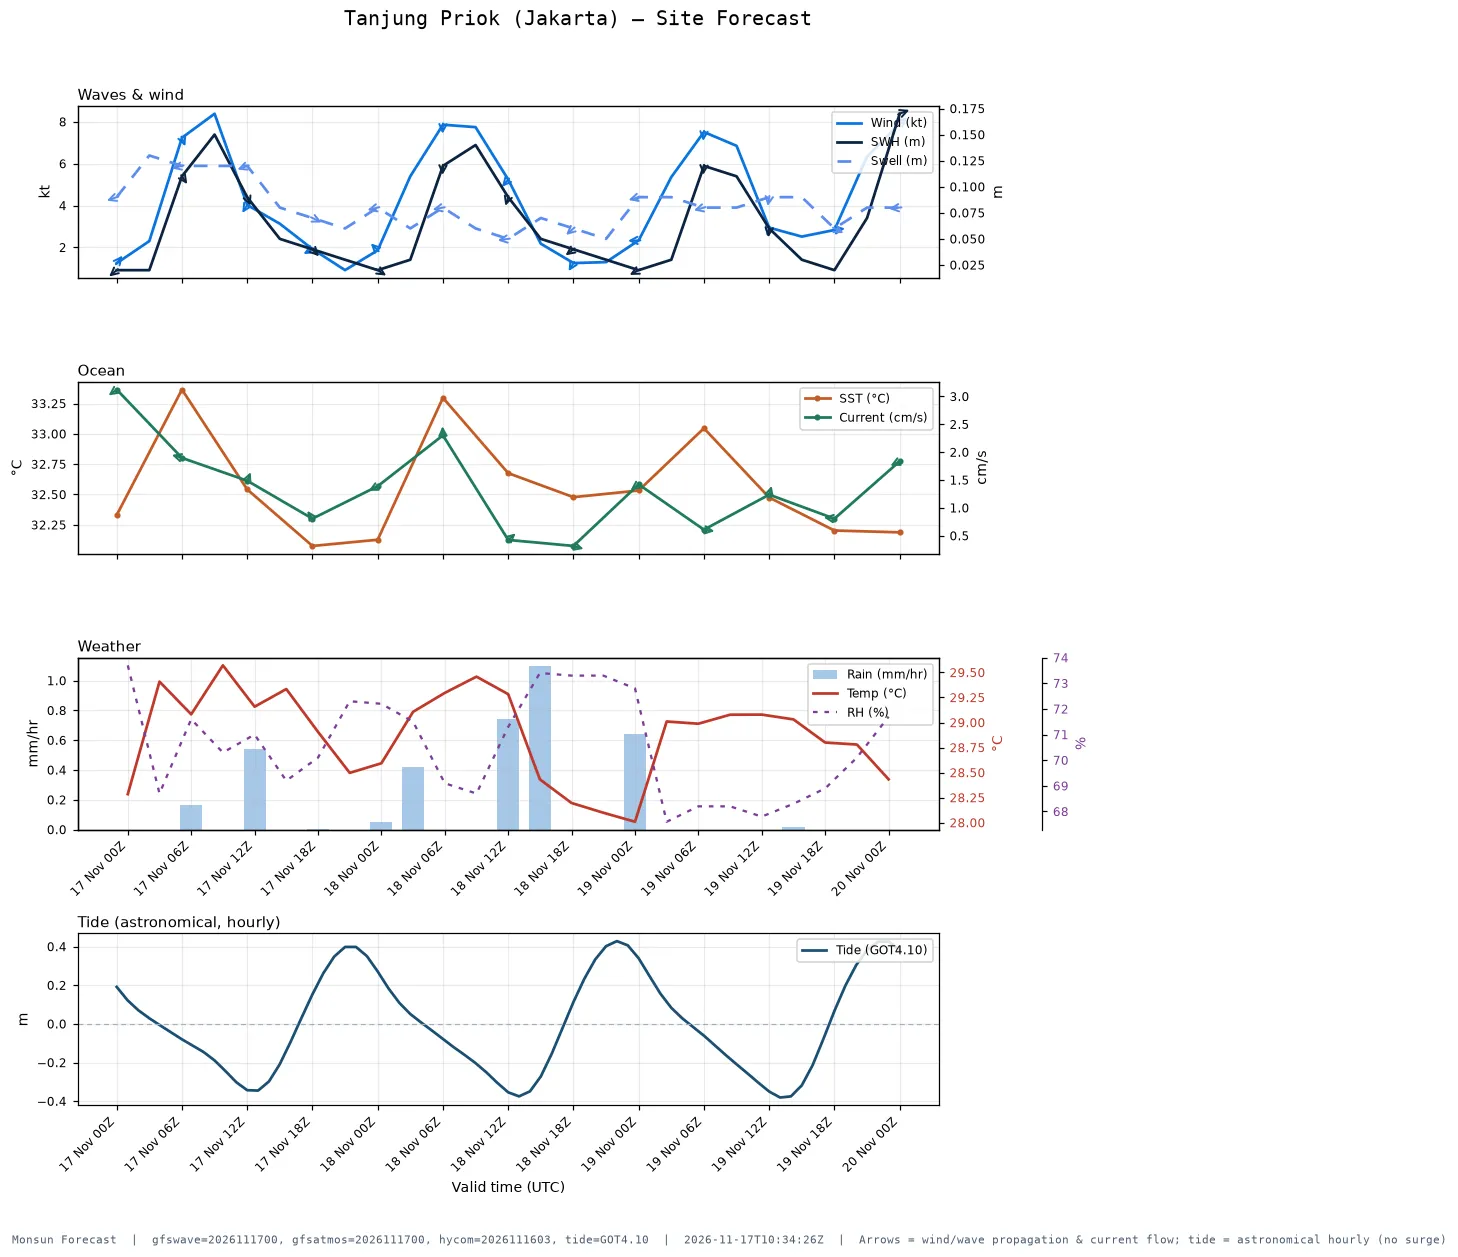 Tanjung Priok (Jakarta) — Site Forecast
Waves & wind
8
6
4
2
kt
0.175
0.150
0.125
0.100
0.075
0.050
0.025
m
Wind (kt)
SWH (m)
Swell (m)
Ocean
33.25
33.00
32.75
32.50
32.25
°C
3.0
2.5
2.0
1.5
1.0
0.5
cm/s
SST (°C)
Current (cm/s)
Weather
1.0
0.8
0.6
0.4
0.2
0.0
mm/hr
29.50
29.25
29.00
28.75
28.50
28.25
28.00
°C
74
73
72
71
70
69
68
%
Rain (mm/hr)
Temp (°C)
RH (%)
17 Nov 00Z
17 Nov 06Z
17 Nov 12Z
17 Nov 18Z
18 Nov 00Z
18 Nov 06Z
18 Nov 12Z
18 Nov 18Z
19 Nov 00Z
19 Nov 06Z
19 Nov 12Z
19 Nov 18Z
20 Nov 00Z
Tide (astronomical, hourly)
0.4
0.2
0.0
−0.2
−0.4
m
Tide (GOT4.10)
17 Nov 00Z
17 Nov 06Z
17 Nov 12Z
17 Nov 18Z
18 Nov 00Z
18 Nov 06Z
18 Nov 12Z
18 Nov 18Z
19 Nov 00Z
19 Nov 06Z
19 Nov 12Z
19 Nov 18Z
20 Nov 00Z
Valid time (UTC)
Monsun Forecast | gfswave=2026111700, gfsatmos=2026111700, hycom=2026111603, tide=GOT4.10 | 2026-11-17T10:34:26Z | Arrows = wind/wave propagation & current flow; tide = astronomical hourly (no surge)